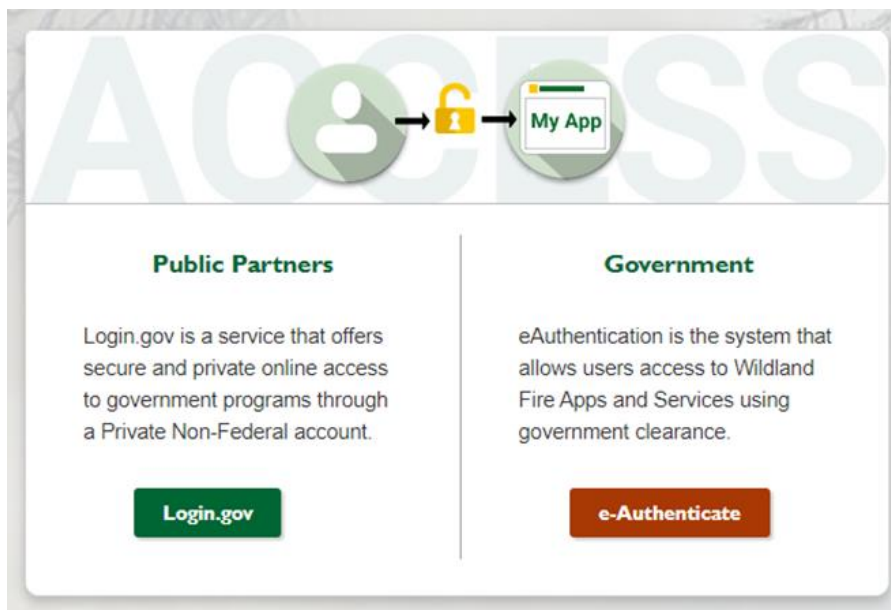 ACCESS
My App
Public Partners
Login.gov is a service that offers
secure and private online access
to government programs through
a Private Non-Federal account.
Login.gov
Government
eAuthentication is the system that
allows users access to Wildland
Fire Apps and Services using
government clearance.
e-Authenticate